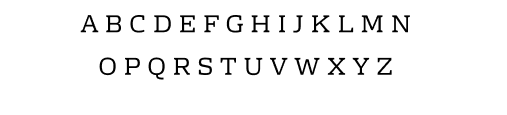 A B C D E F G H I J K L M N
O P Q R S T U V W X Y Z